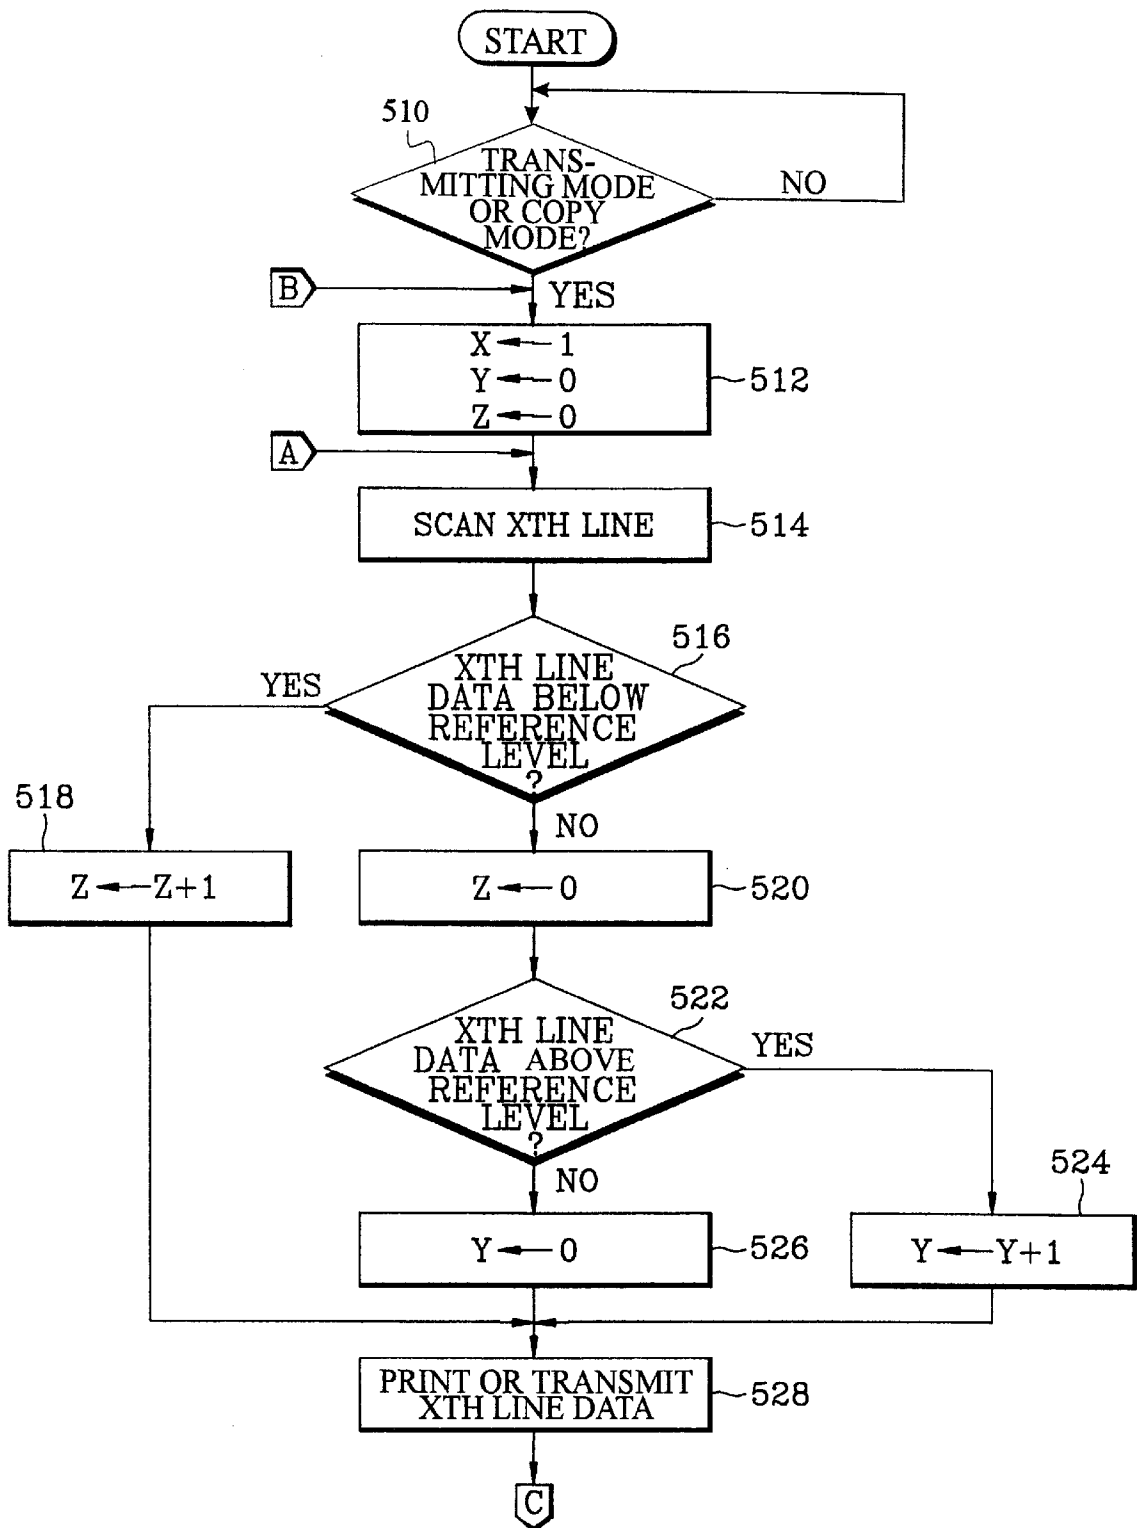 START
510
TRANS-
MITTING MODE
OR COPY
MODE?
NO
B
YES
X ← 1
Y ← 0
512
Z ← 0
A
SCAN XTH LINE
514
516
XTH LINE
YES
DATA BELOW
REFERENCE
LEVEL
?
518
NO
Z ← Z+1
Z ← 0
520
522
XTH LINE
YES
DATA ABOVE
REFERENCE
LEVEL
?
524
NO
Y ← 0
526
Y ← Y+1
PRINT OR TRANSMIT
XTH LINE DATA
528
C